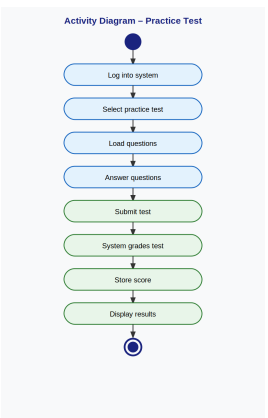 Activity Diagram – Practice Test
Log into system
Select practice test
Load questions
Answer questions
Submit test
System grades test
Store score
Display results